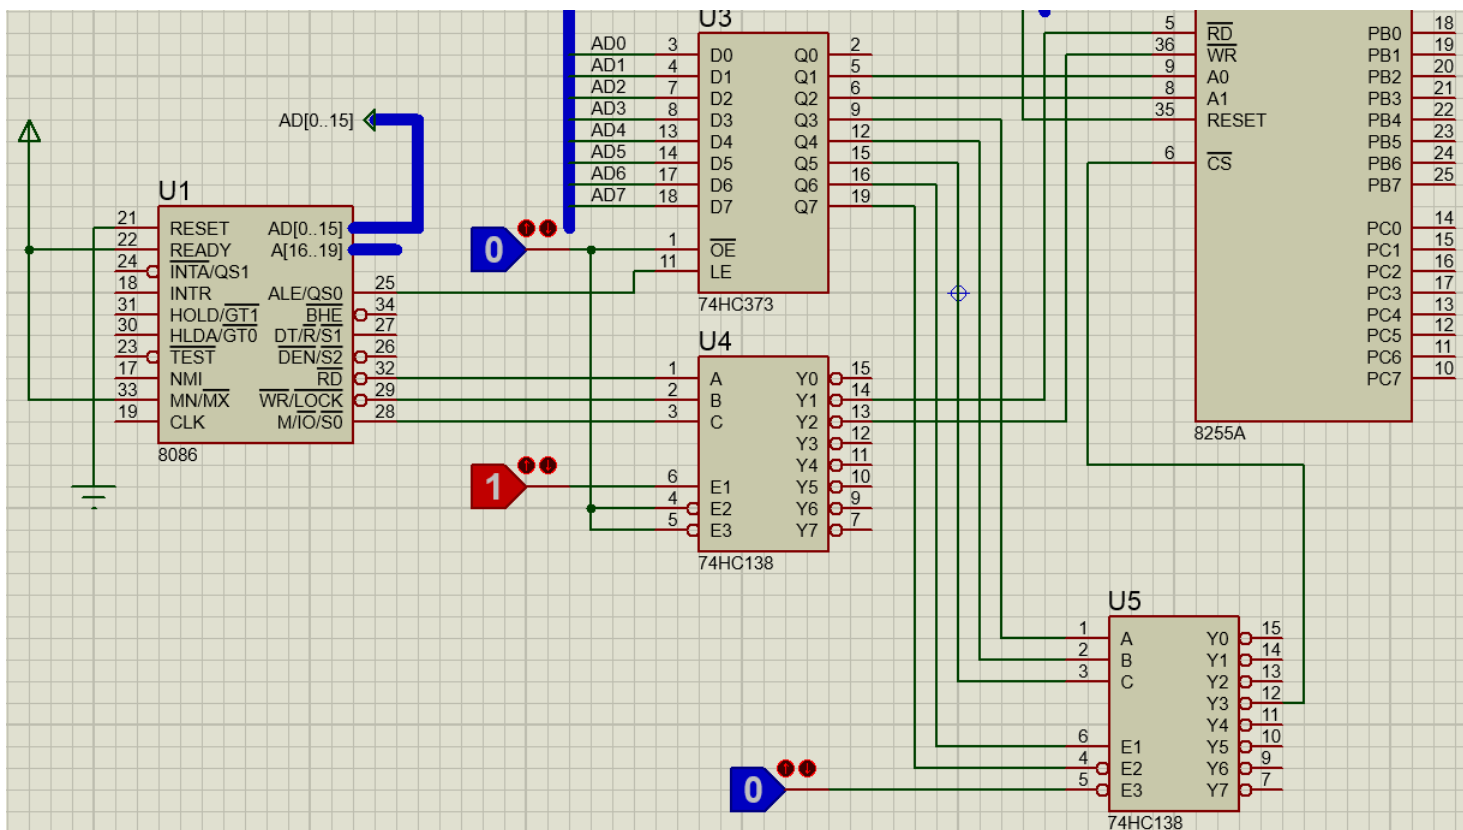 U3
AD0 3 D0 Q0 2
AD1 4 D1 Q1 5
AD2 7 D2 Q2 6
AD3 8 D3 Q3 9
AD4 13 D4 Q4 12
AD5 14 D5 Q5 15
AD6 17 D6 Q6 16
AD7 18 D7 Q7 19
0 1 OE
11 LE
74HC373
5 RD PB0 18
36 WR PB1 19
9 A0 PB2 20
8 A1 PB3 21
35 RESET PB4 22
PB5 23
6 CS PB6 24
PB7 25
PC0 14
PC1 15
PC2 16
PC3 17
PC4 13
PC5 12
PC6 11
PC7 10
8255A
AD[0..15]
U1
21 RESET AD[0..15]
22 READY A[16..19]
24 INTA/QS1
18 INTR ALE/QS0 25
31 HOLD/GT1 BHE 34
30 HLDA/GT0 DT/R/S1 27
23 TEST DEN/S2 26
17 NMI RD 32
33 MN/MX WR/LOCK 29
19 CLK M/IO/S0 28
8086
U4
1 A Y0 15
2 B Y1 14
3 C Y2 13
Y3 12
Y4 11
1 6 E1 Y5 10
4 E2 Y6 9
5 E3 Y7 7
74HC138
U5
1 A Y0 15
2 B Y1 14
3 C Y2 13
Y3 12
Y4 11
6 E1 Y5 10
4 E2 Y6 9
0 5 E3 Y7 7
74HC138